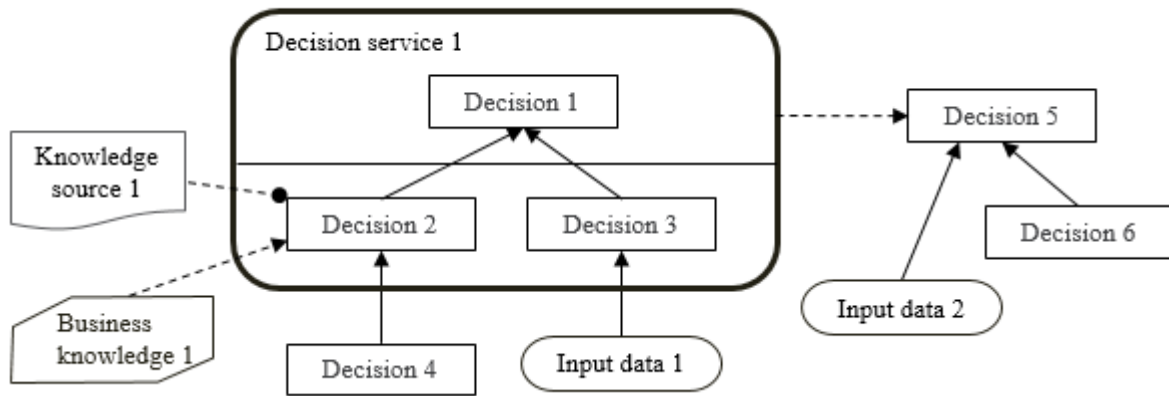 Decision service 1
Decision 1
Decision 5
Knowledge
source 1
Decision 2
Decision 3
Decision 6
Business
knowledge 1
Input data 2
Decision 4
Input data 1